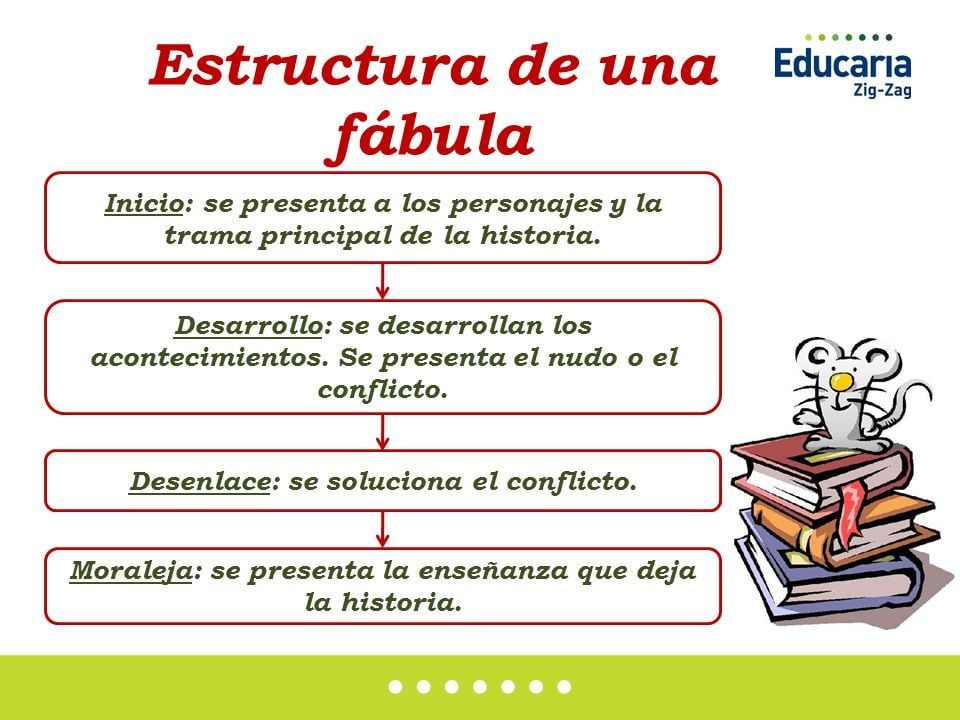 Estructura de una
fábula
Educaria
Zig-Zag
Inicio: se presenta a los personajes y la
trama principal de la historia.
Desarrollo: se desarrollan los
acontecimientos. Se presenta el nudo o el
conflicto.
Desenlace: se soluciona el conflicto.
Moraleja: se presenta la enseñanza que deja
la historia.